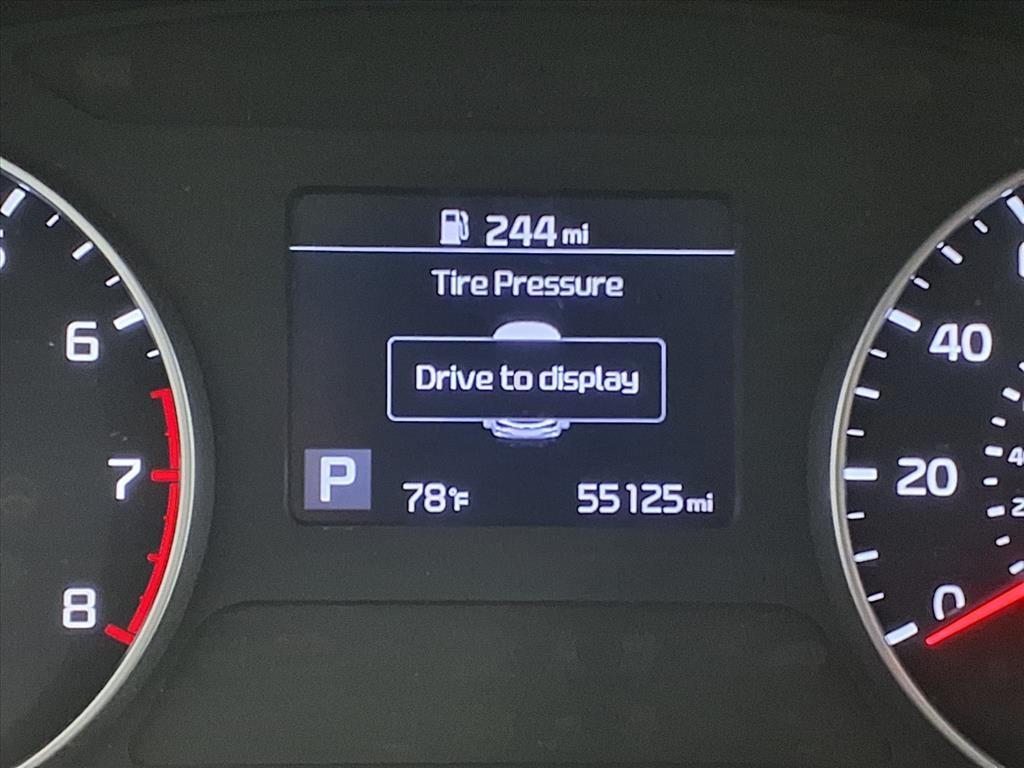 244 mi
Tire Pressure
Drive to display
P 78°F 55125 mi
6
7
8
40
20
0